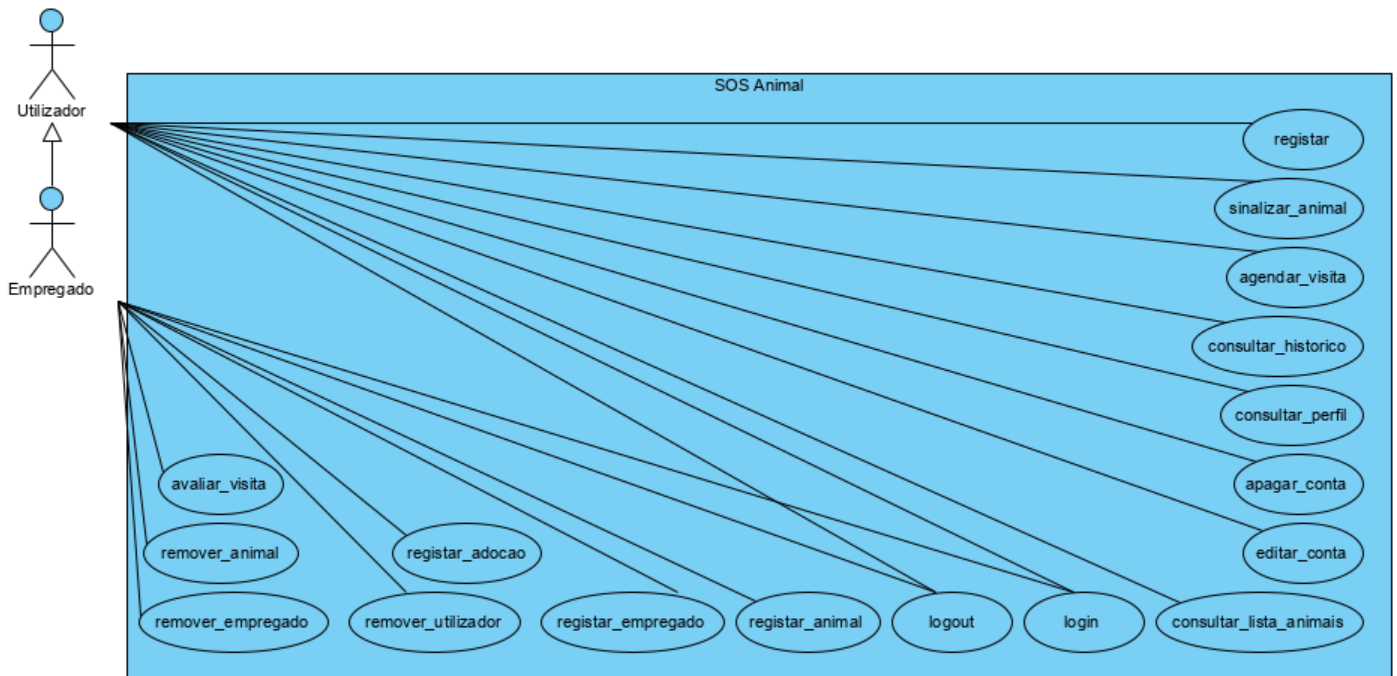 SOS Animal
Utilizador
registar
sinalizar_animal
agendar_visita
Empregado
consultar_historico
consultar_perfil
avaliar_visita
apagar_conta
remover_animal
registar_adocao
editar_conta
remover_empregado
remover_utilizador
registar_empregado
registar_animal
logout
login
consultar_lista_animais